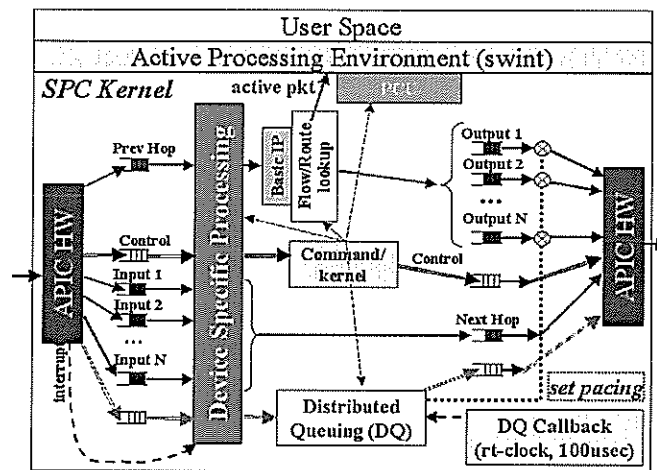 User Space
Active Processing Environment (swint)
SPC Kernel
active pkt?
PCU
Prev Hop
Basic IP
Flow/Route
lookup
Output 1
Output 2
...
Output N
APIC HW
Device Specific Processing
Control
Command/
kernel
Control
APIC HW
Input 1
Input 2
...
Input N
Next Hop
Interrupt
Distributed
Queuing (DQ)
set pacing
DQ Callback
(rt-clock, 100usec)